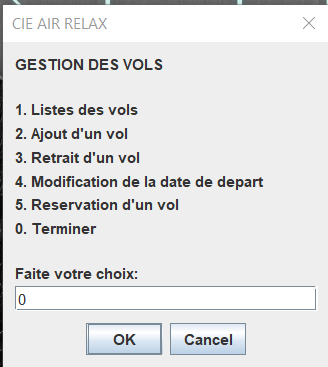 CIE AIR RELAX
GESTION DES VOLS
1. Listes des vols
2. Ajout d'un vol
3. Retrait d'un vol
4. Modification de la date de depart
5. Reservation d'un vol
0. Terminer
Faite votre choix:
0
OK Cancel